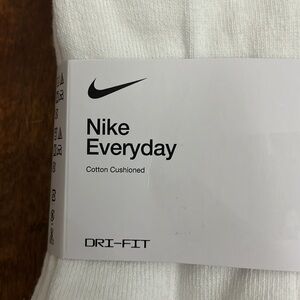 Nike
Everyday
Cotton Cushioned
DRI-FIT